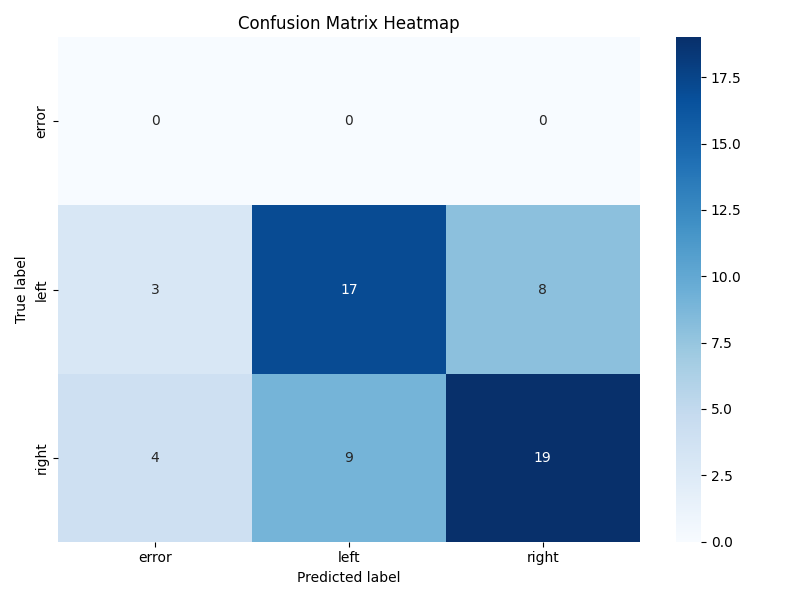 Confusion Matrix Heatmap
True label
error
left
right
0 0 0
3 17 8
4 9 19
error left right
Predicted label
17.5
15.0
12.5
10.0
7.5
5.0
2.5
0.0